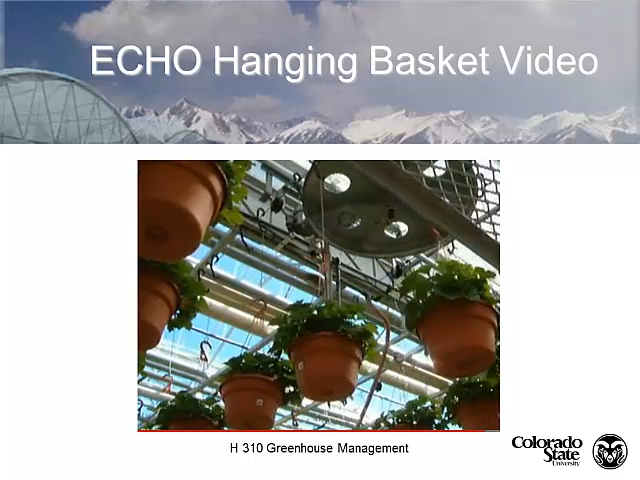 ECHO Hanging Basket Video
H 310 Greenhouse Management
Colorado
State
University